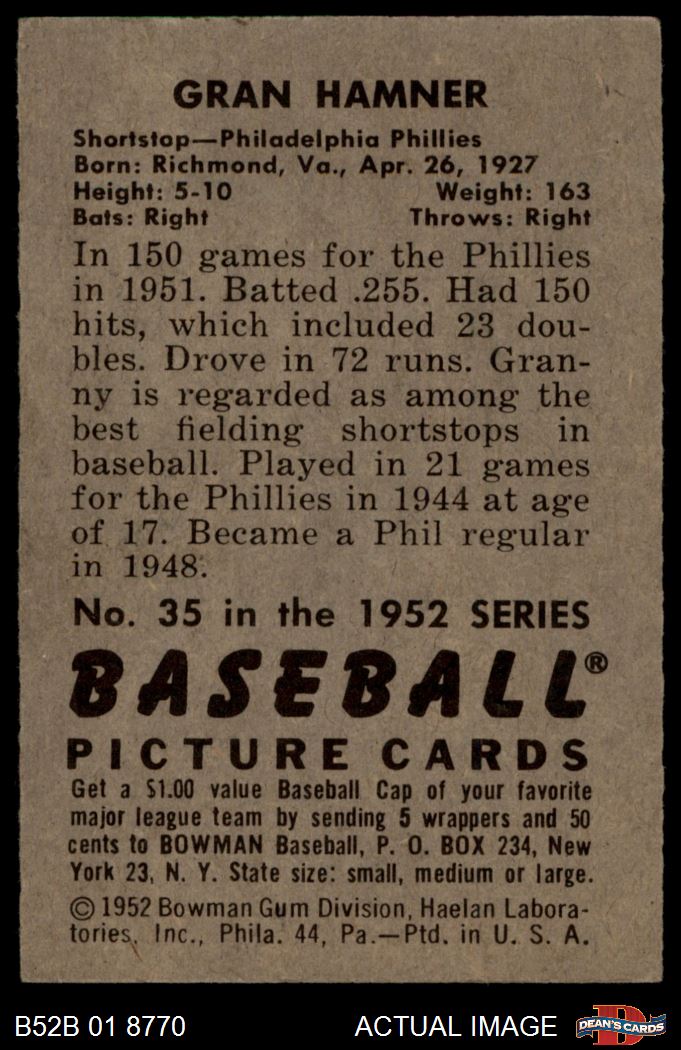 GRAN HAMNER
Shortstop—Philadelphia Phillies
Born: Richmond, Va., Apr. 26, 1927
Height: 5-10 Weight: 163
Bats: Right Throws: Right
In 150 games for the Phillies
in 1951. Batted .255. Had 150
hits, which included 23 dou-
bles. Drove in 72 runs. Gran-
ny is regarded as among the
best fielding shortstops in
baseball. Played in 21 games
for the Phillies in 1944 at age
of 17. Became a Phil regular
in 1948.
No. 35 in the 1952 SERIES
BASEBALL®
PICTURE CARDS
Get a $1.00 value Baseball Cap of your favorite
major league team by sending 5 wrappers and 50
cents to BOWMAN Baseball, P. O. BOX 234, New
York 23, N. Y. State size: small, medium or large.
© 1952 Bowman Gum Division, Haelan Labora-
tories, Inc., Phila. 44, Pa.—Ptd. in U. S. A.
B52B 01 8770 ACTUAL IMAGE DEAN'S CARDS